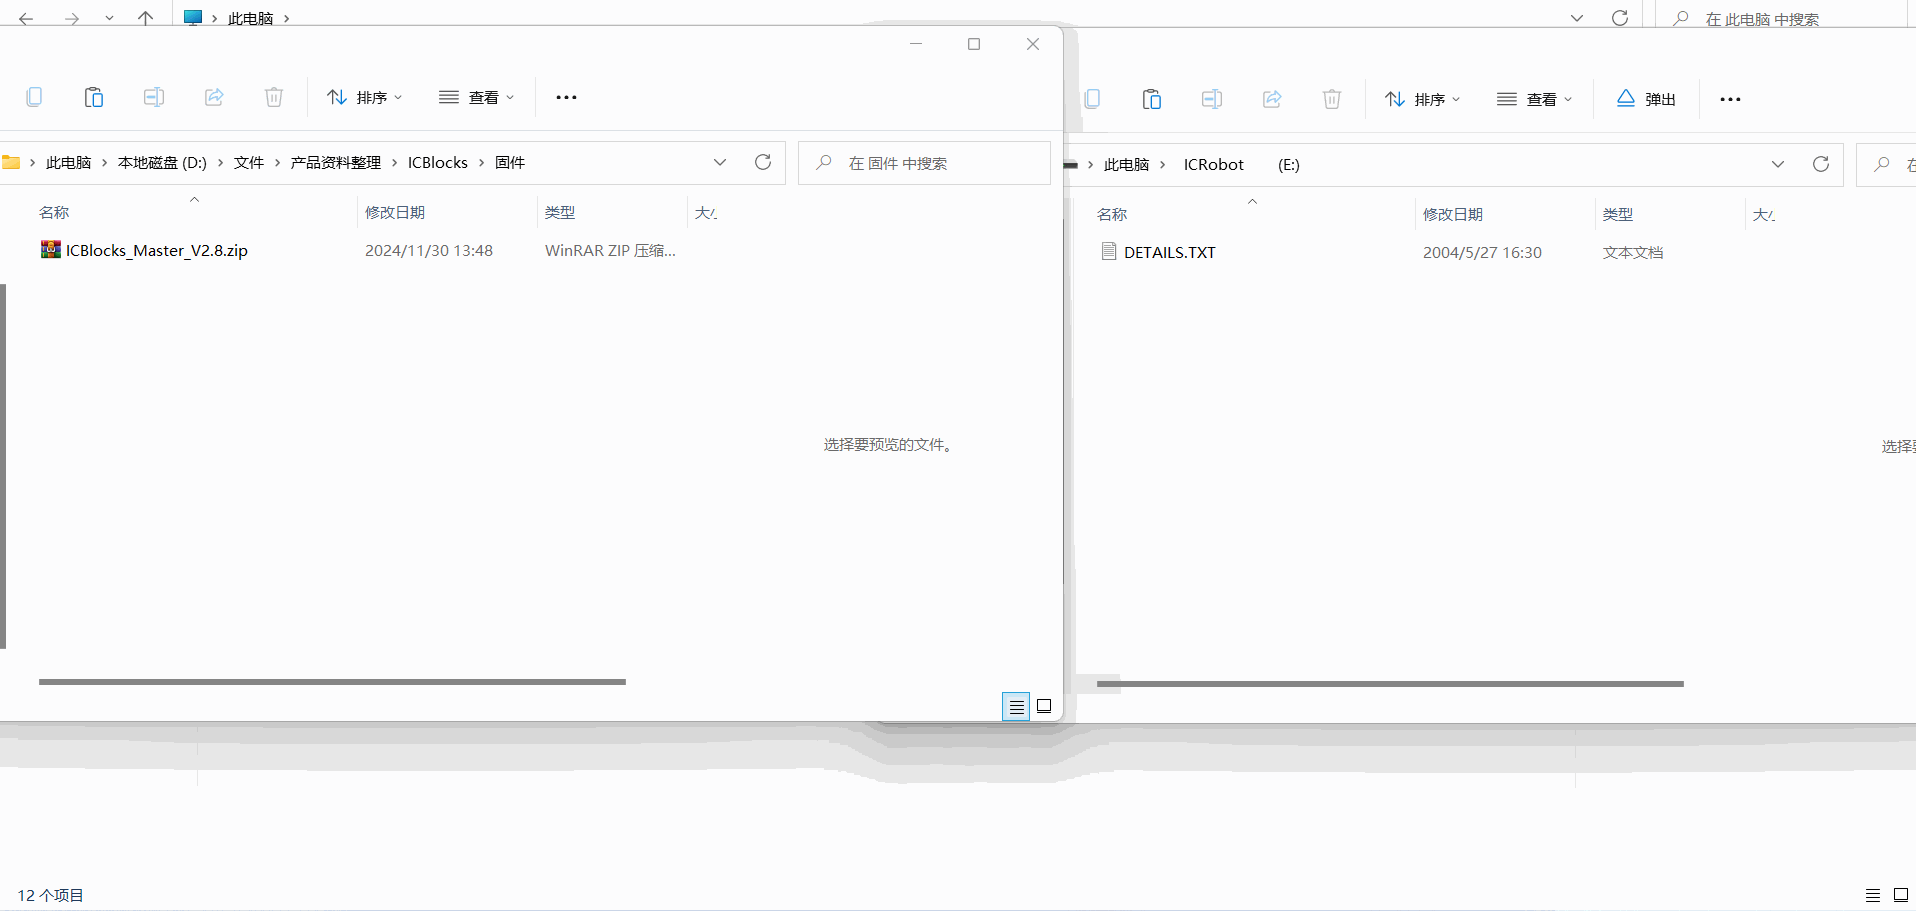 此电脑
在 此电脑 中搜索
排序
查看
此电脑
本地磁盘 (D:)
文件
产品资料整理
ICBlocks
固件
在 固件 中搜索
名称
修改日期
类型
ICBlocks_Master_V2.8.zip
2024/11/30 13:48
WinRAR ZIP 压缩...
选择要预览的文件。
排序
查看
弹出
此电脑
ICRobot (E:)
名称
修改日期
类型
DETAILS.TXT
2004/5/27 16:30
文本文档
选择
12 个项目